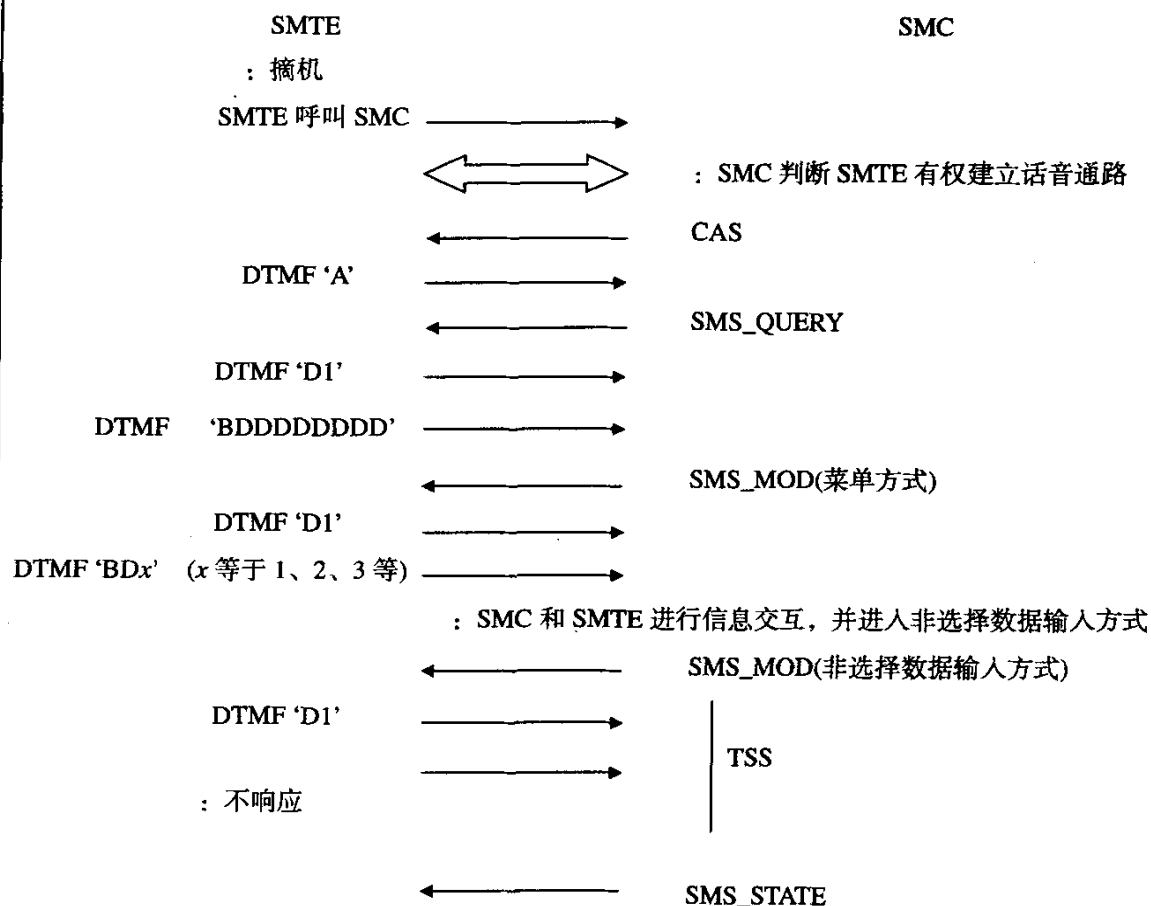 SMTE SMC
：摘机
SMTE 呼叫 SMC
：SMC 判断 SMTE 有权建立话音通路
CAS
DTMF ‘A’
SMS_QUERY
DTMF ‘D1’
DTMF ‘BDDDDDDDD’
SMS_MOD(菜单方式)
DTMF ‘D1’
DTMF ‘BDx’ (x 等于 1、2、3 等)
：SMC 和 SMTE 进行信息交互，并进入非选择数据输入方式
SMS_MOD(非选择数据输入方式)
DTMF ‘D1’
TSS
：不响应
SMS_STATE